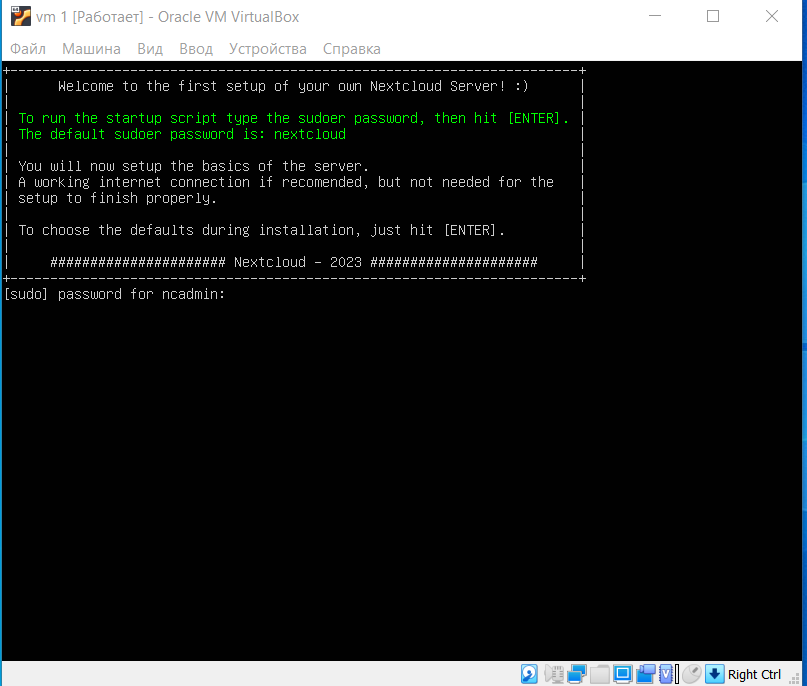 vm 1 [Работает] - Oracle VM VirtualBox
Файл Машина Вид Ввод Устройства Справка
Welcome to the first setup of your own Nextcloud Server! :)
To run the startup script type the sudoer password, then hit [ENTER].
The default sudoer password is: nextcloud
You will now setup the basics of the server.
A working internet connection if recomended, but not needed for the
setup to finish properly.
To choose the defaults during installation, just hit [ENTER].
###################### Nextcloud - 2023 #####################
[sudo] password for ncadmin:
Right Ctrl